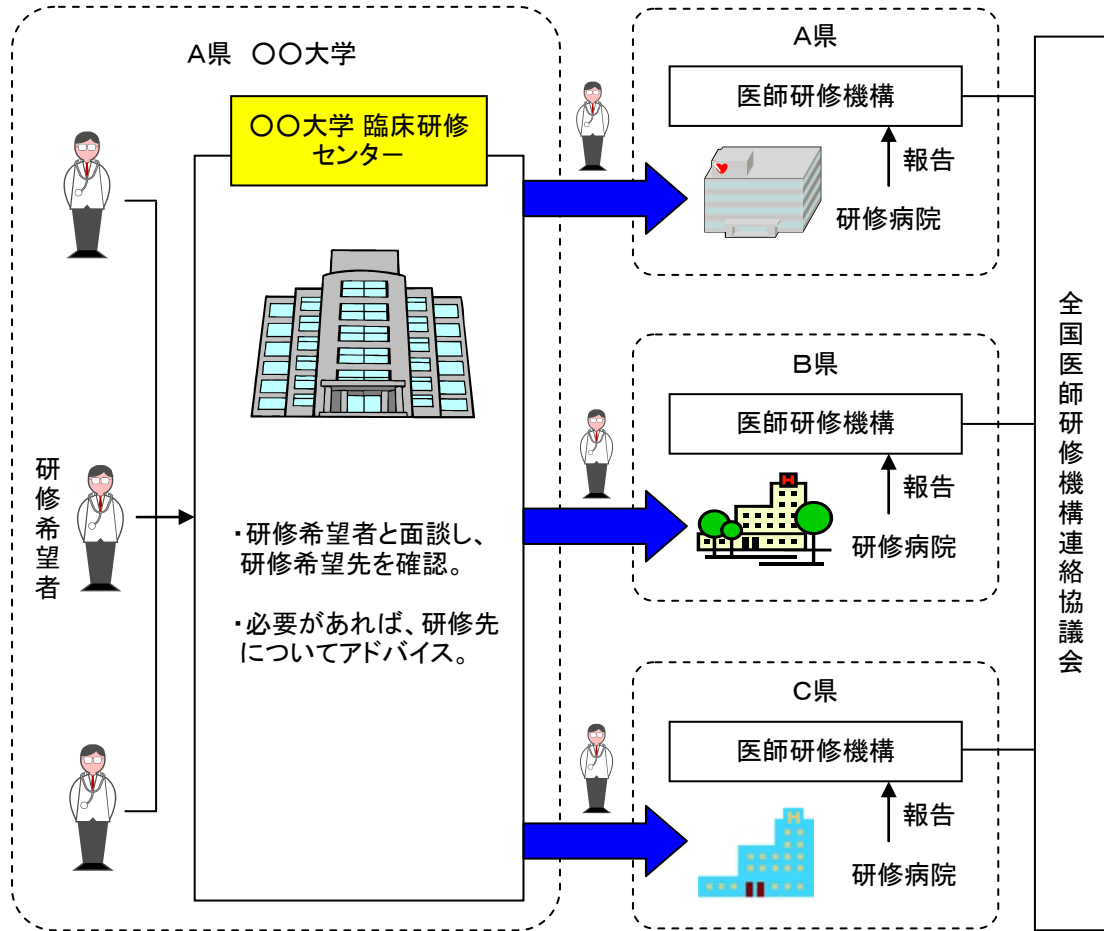 A県 〇〇大学
〇〇大学 臨床研修
センター
研修希望者
・研修希望者と面談し、
研修希望先を確認。
・必要があれば、研修先
についてアドバイス。
A県
医師研修機構
報告
研修病院
B県
医師研修機構
報告
研修病院
C県
医師研修機構
報告
研修病院
全国医師研修機構連絡協議会